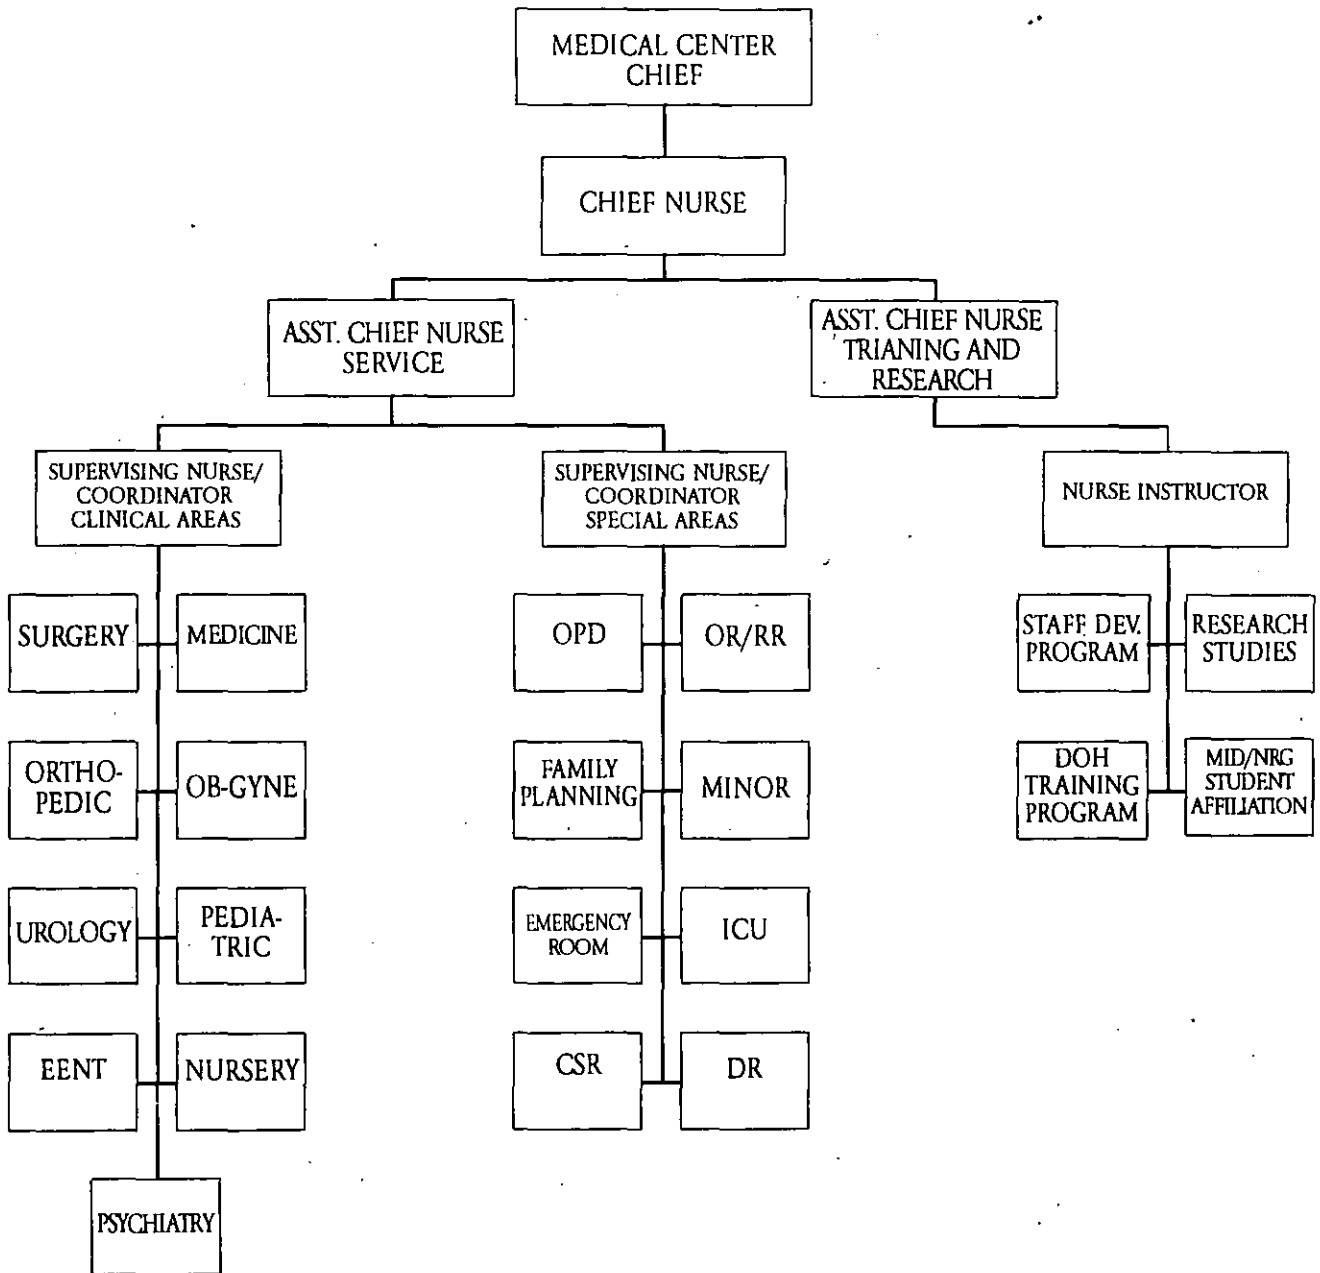 MEDICAL CENTER
CHIEF
CHIEF NURSE
ASST. CHIEF NURSE
SERVICE
ASST. CHIEF NURSE
TRIANING AND
RESEARCH
SUPERVISING NURSE/
COORDINATOR
CLINICAL AREAS
SUPERVISING NURSE/
COORDINATOR
SPECIAL AREAS
NURSE INSTRUCTOR
SURGERY
MEDICINE
ORTHO-
PEDIC
OB-GYNE
UROLOGY
PEDIA-
TRIC
EENT
NURSERY
PSYCHIATRY
OPD
OR/RR
FAMILY
PLANNING
MINOR
EMERGENCY
ROOM
ICU
CSR
DR
STAFF DEV.
PROGRAM
RESEARCH
STUDIES
DOH
TRAINING
PROGRAM
MID/NRG
STUDENT
AFFILIATION